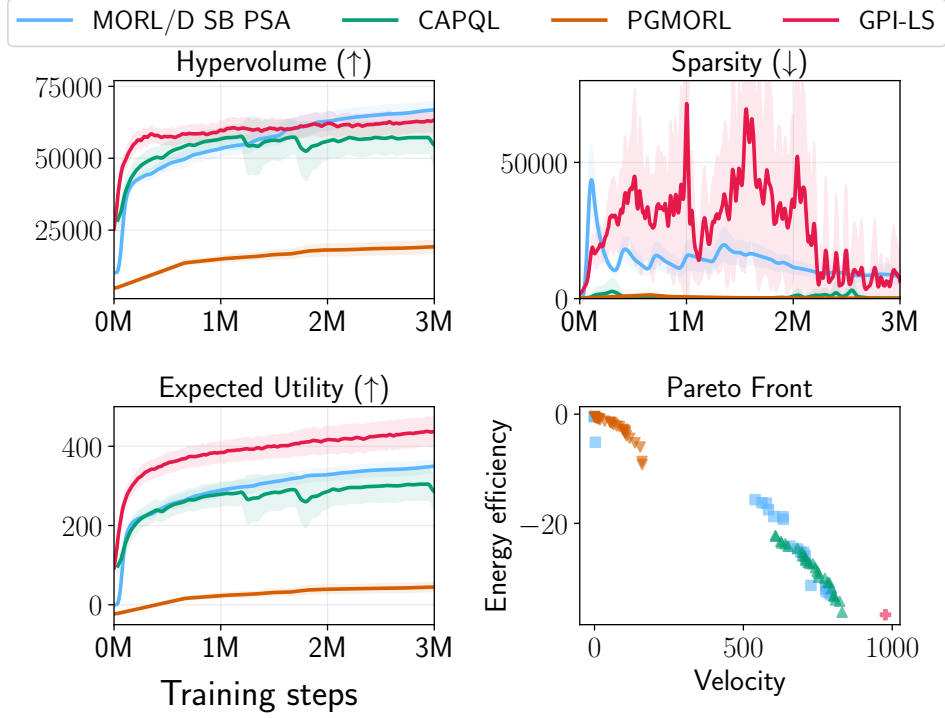 MORL/D SB PSA CAPQL PGMORL GPI-LS
Hypervolume (↑)
75000
50000
25000
0M 1M 2M 3M
Sparsity (↓)
50000
0
0M 1M 2M 3M
Expected Utility (↑)
400
200
0
0M 1M 2M 3M
Training steps
Pareto Front
Energy efficiency
0
−20
0 500 1000
Velocity